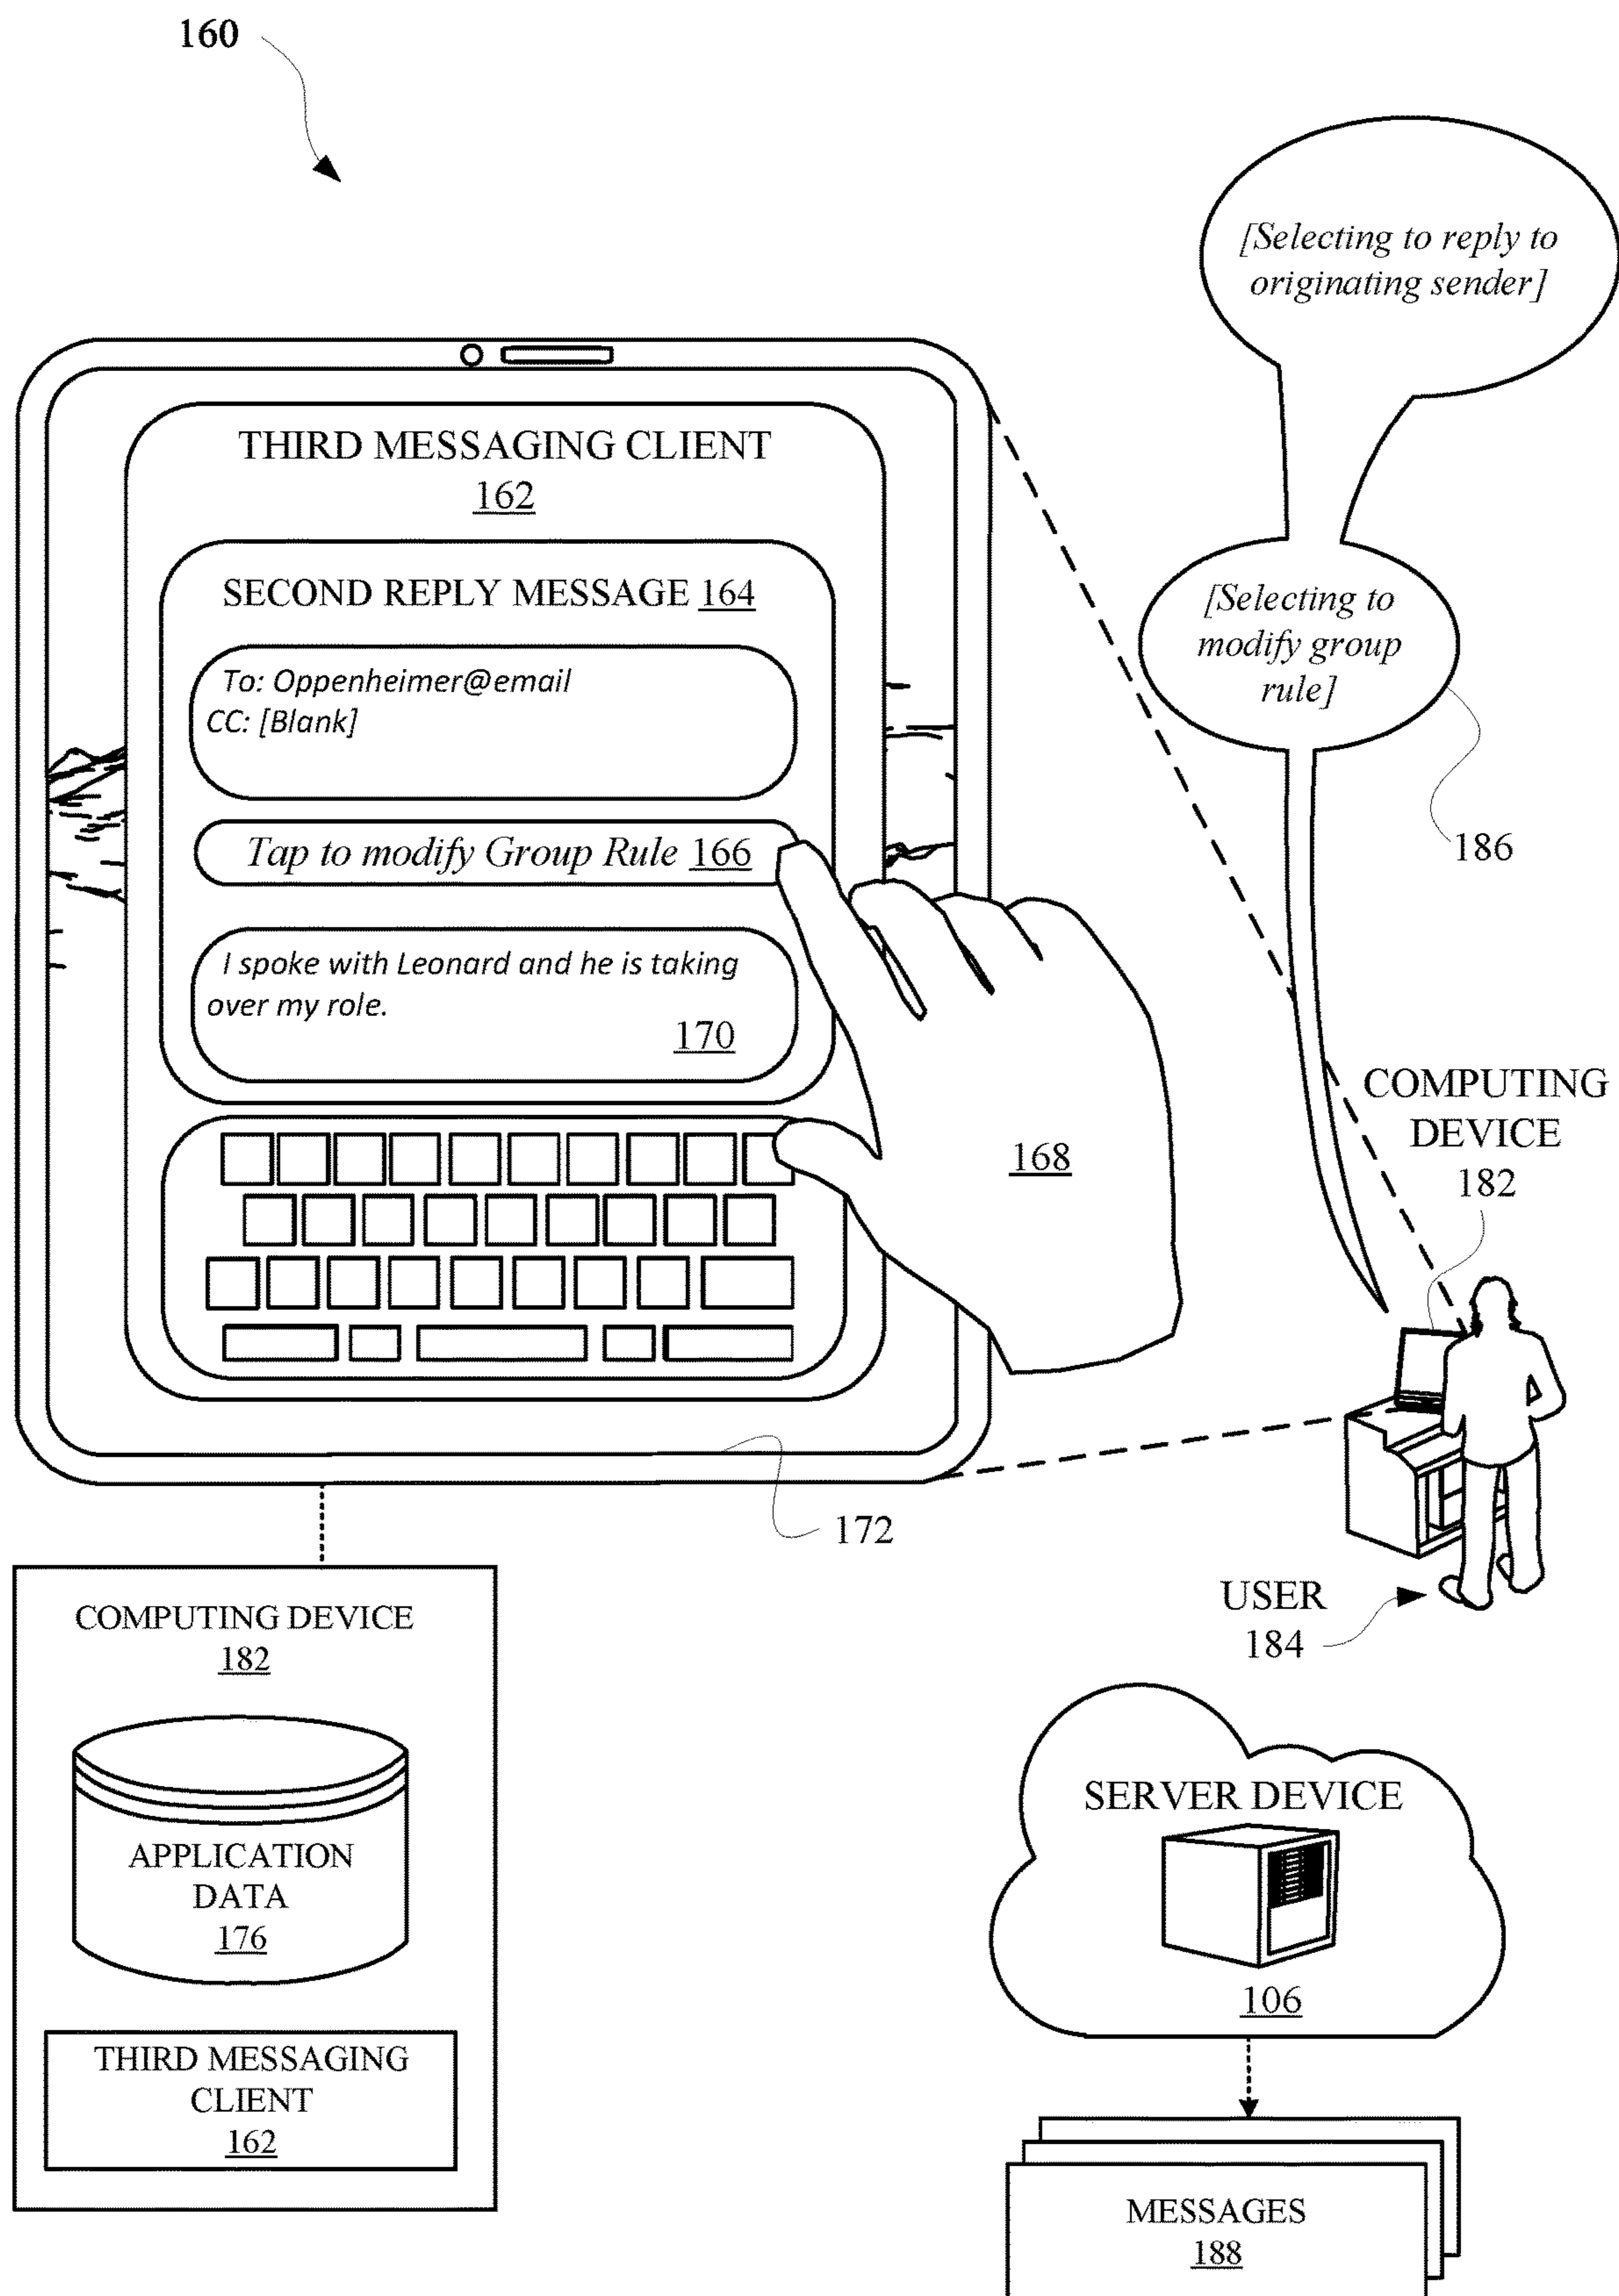 160
[Selecting to reply to
originating sender]
THIRD MESSAGING CLIENT
162
SECOND REPLY MESSAGE 164
To: Oppenheimer@email
CC: [Blank]
Tap to modify Group Rule 166
I spoke with Leonard and he is taking
over my role.
170
[Selecting to
modify group
rule]
186
168
COMPUTING
DEVICE
182
172
USER
184
COMPUTING DEVICE
182
APPLICATION
DATA
176
THIRD MESSAGING
CLIENT
162
SERVER DEVICE
106
MESSAGES
188